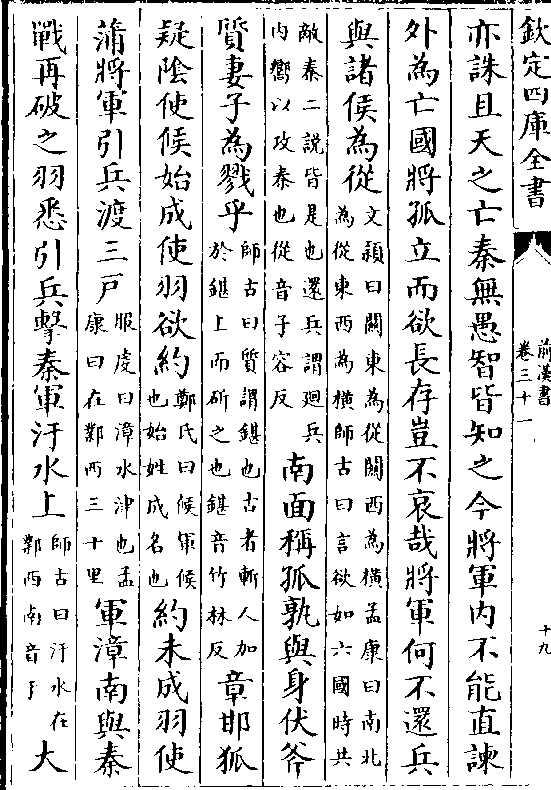 欽定四庫全書
前漢書
卷三十一
十九
亦誅且天之亡秦無愚智皆知之今將軍内不能直諫
外為亡國將孤立而欲長存豈不哀哉將軍何不還兵
與諸侯為從
文穎曰關東為從關西為横孟康曰南北
為從東西為横師古曰言欲如六國時共
敵秦二説皆是也還兵謂廻兵
内嚮以攻秦也從音子容反
南面稱孤孰與身伏斧
質妻子為戮乎
師古曰質謂鍖也古者斬人加
於鍖上而斫之也鍖音竹林反
章邯狐
疑陰使候始成使羽欲約
鄭氏曰候軍候
也始姓成名也
約未成羽使
蒲將軍引兵渡三戸
服虔曰漳水津也孟
康曰在鄴西三十里
軍漳南與秦
戰再破之羽悉引兵擊秦軍汙水上
師古曰汙水在
鄴西南音于
大